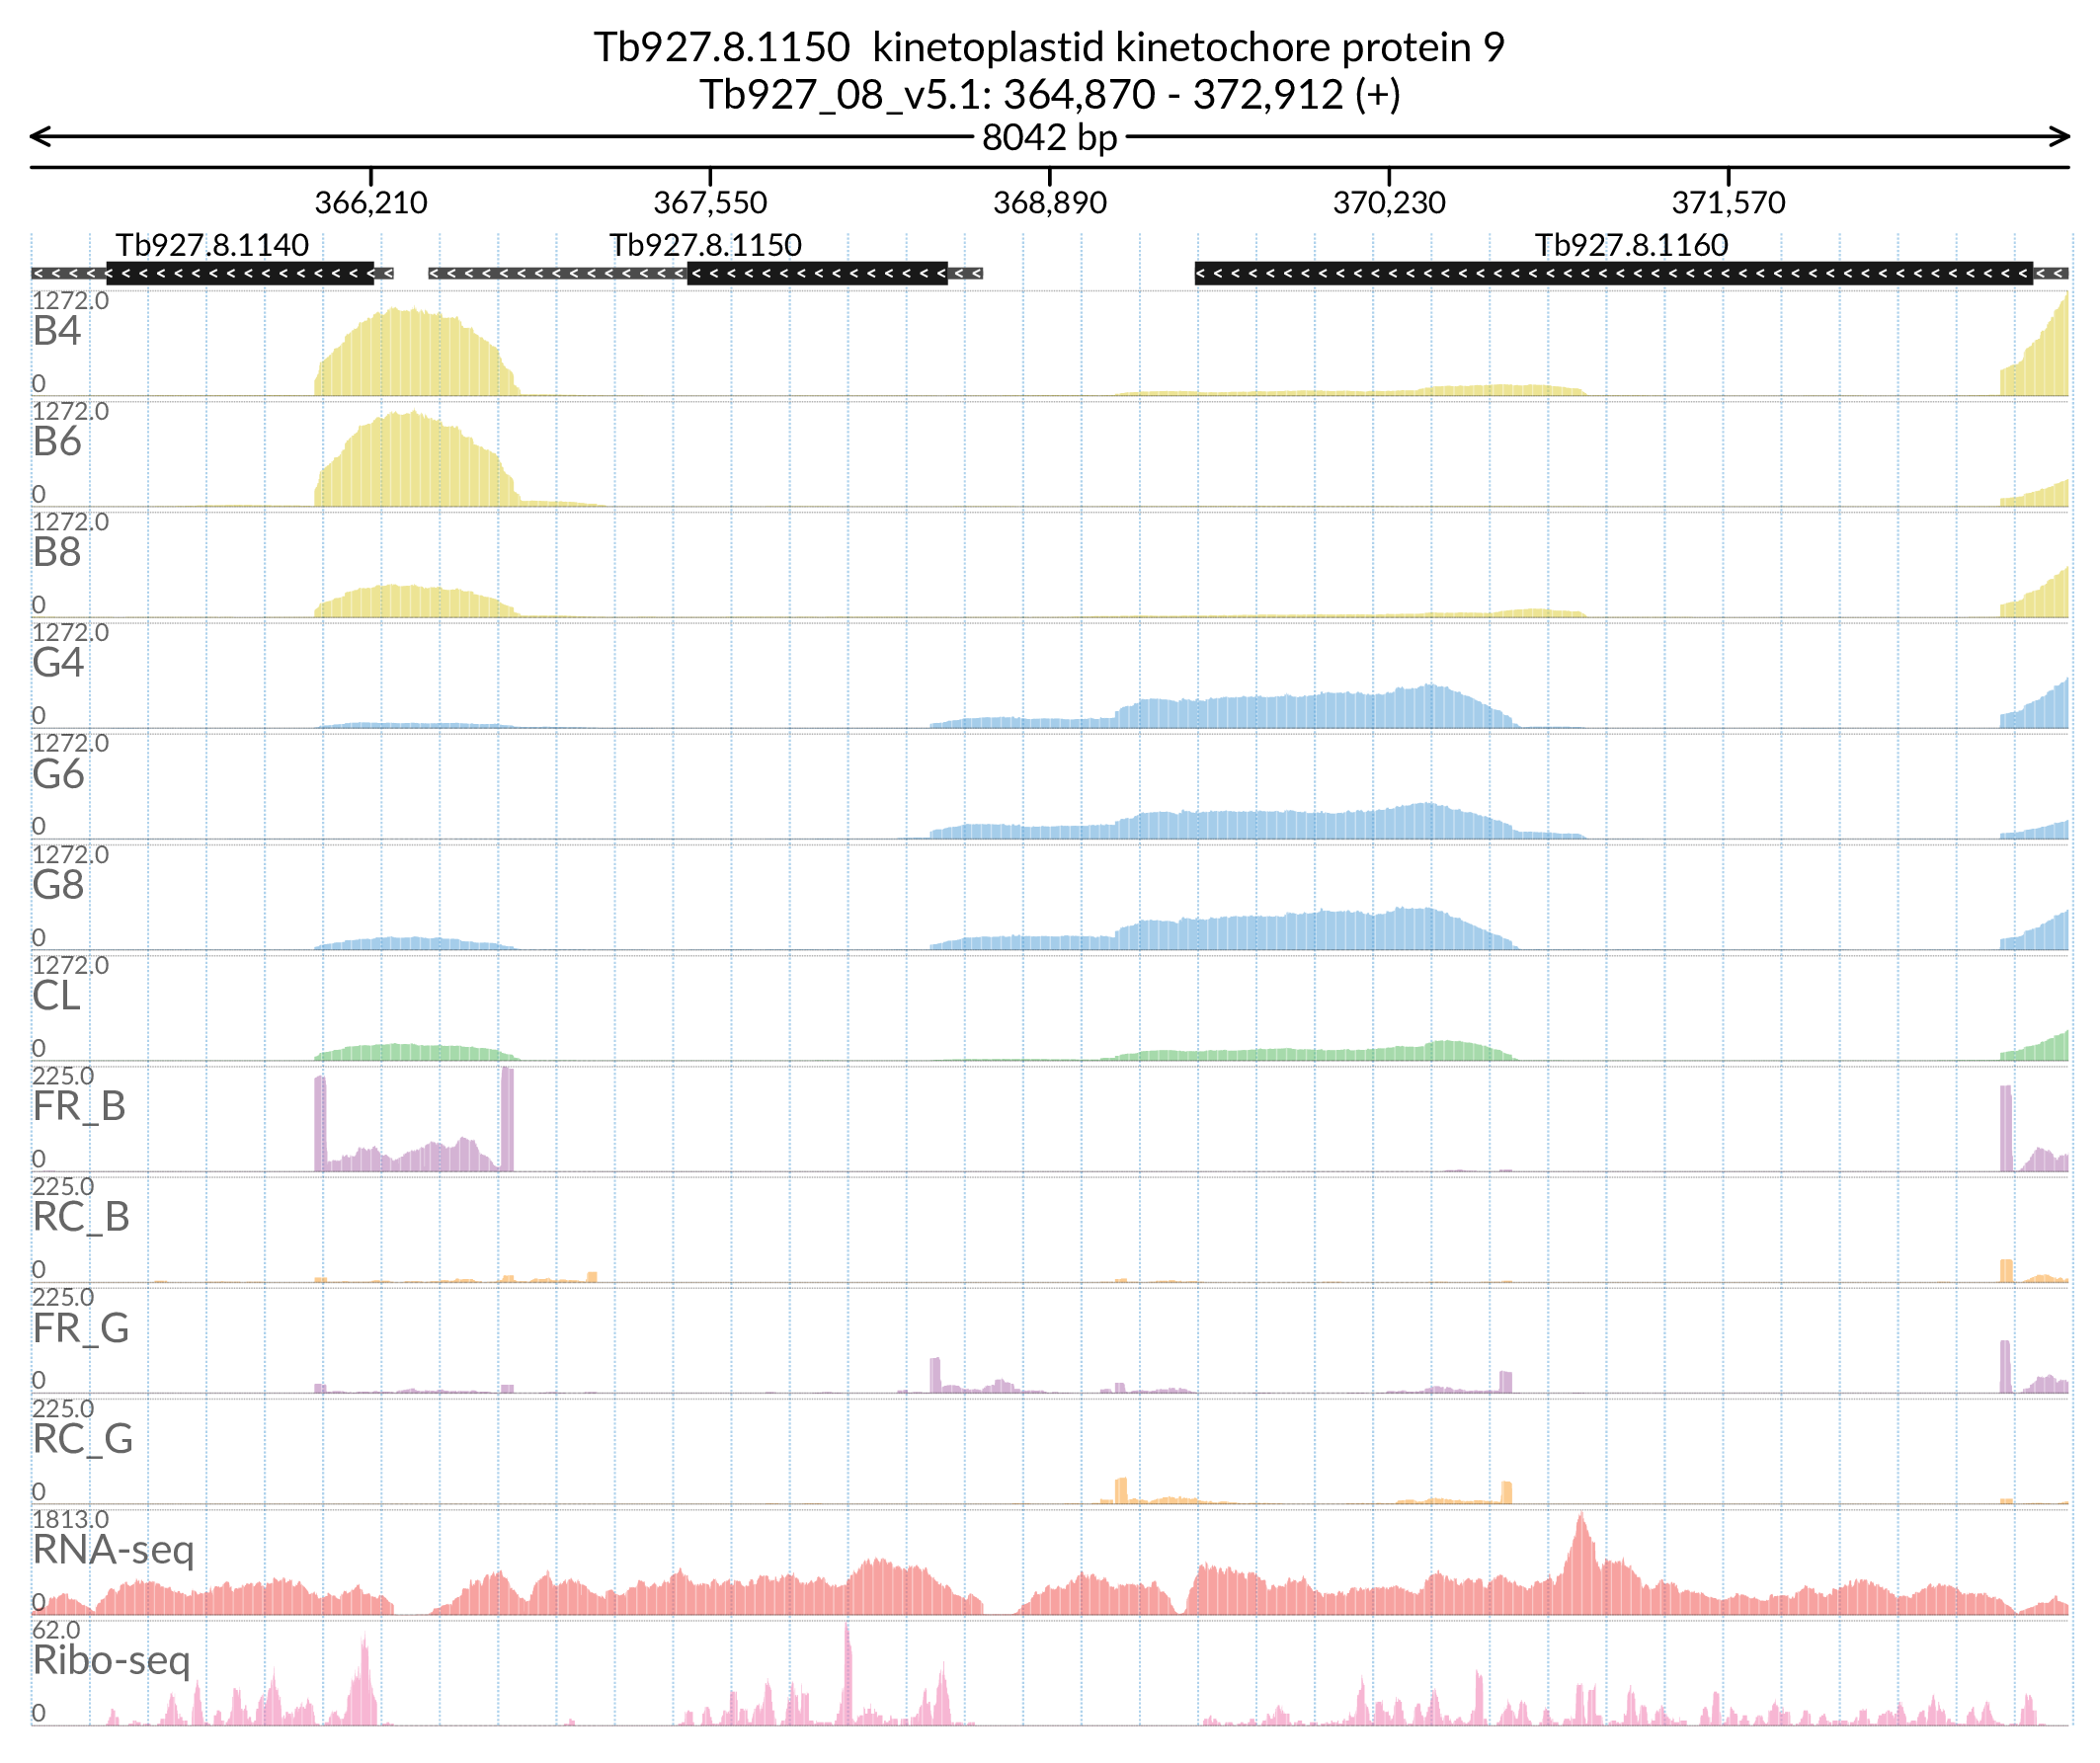 Tb927.8.1150  kinetoplastid kinetochore protein 9
Tb927_08_v5.1: 364,870 - 372,912 (+)
8042 bp
366,210 367,550 368,890 370,230 371,570
Tb927.8.1140 Tb927.8.1150 Tb927.8.1160
1272.0
B4
0
1272.0
B6
0
1272.0
B8
0
1272.0
G4
0
1272.0
G6
0
1272.0
G8
0
1272.0
CL
0
225.0
FR_B
0
225.0
RC_B
0
225.0
FR_G
0
225.0
RC_G
0
1813.0
RNA-seq
0
62.0
Ribo-seq
0